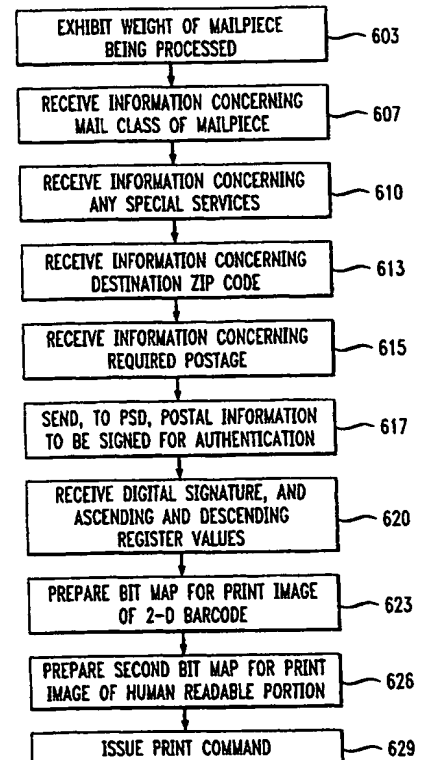 EXHIBIT WEIGHT OF MAILPIECE
BEING PROCESSED
603
RECEIVE INFORMATION CONCERNING
MAIL CLASS OF MAILPIECE
607
RECEIVE INFORMATION CONCERNING
ANY SPECIAL SERVICES
610
RECEIVE INFORMATION CONCERNING
DESTINATION ZIP CODE
613
RECEIVE INFORMATION CONCERNING
REQUIRED POSTAGE
615
SEND, TO PSD, POSTAL INFORMATION
TO BE SIGNED FOR AUTHENTICATION
617
RECEIVE DIGITAL SIGNATURE, AND
ASCENDING AND DESCENDING
REGISTER VALUES
620
PREPARE BIT MAP FOR PRINT IMAGE
OF 2-D BARCODE
623
PREPARE SECOND BIT MAP FOR PRINT
IMAGE OF HUMAN READABLE PORTION
626
ISSUE PRINT COMMAND
629